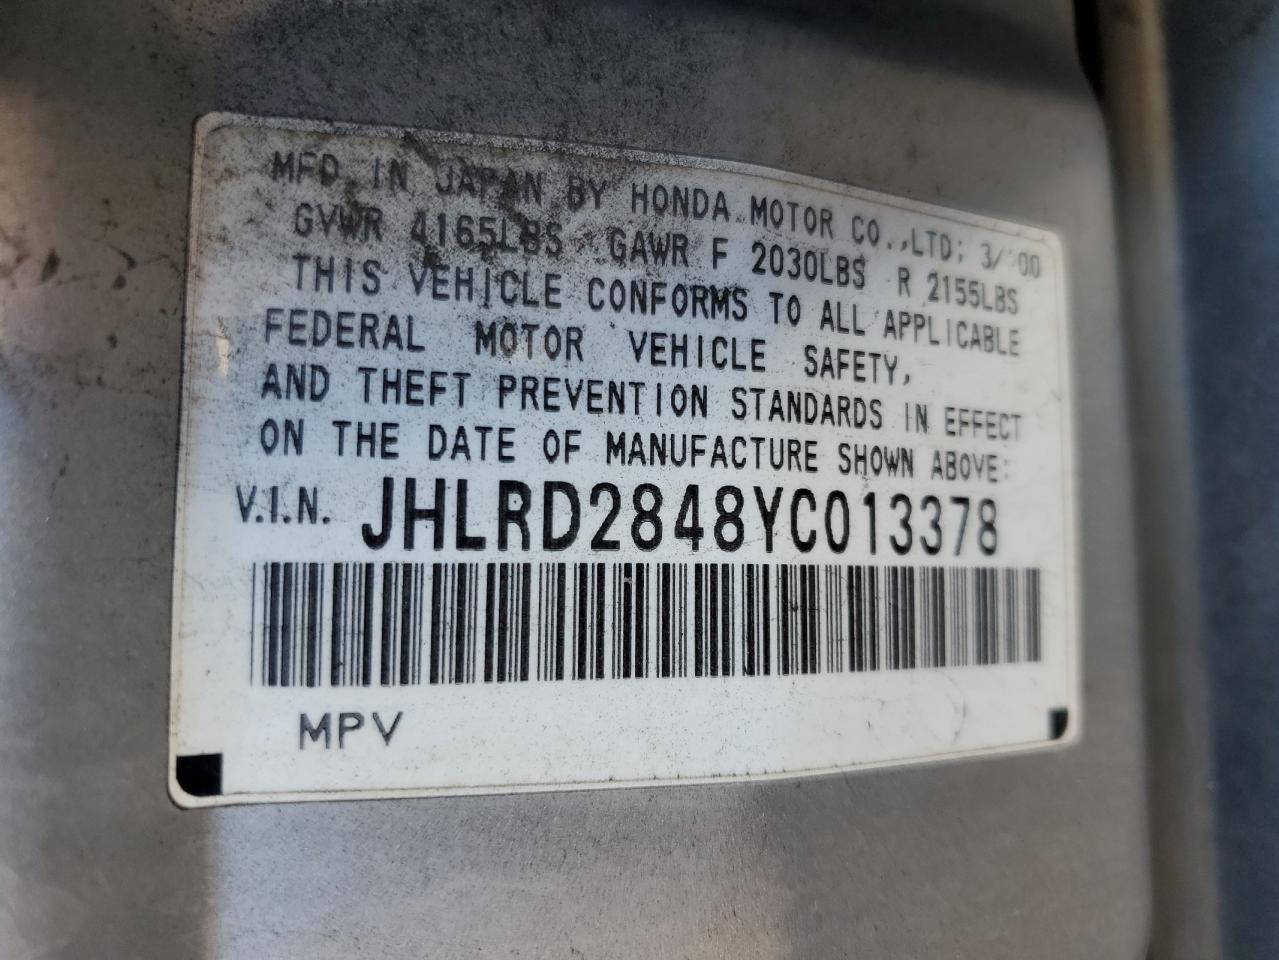 MFD IN JAPAN BY HONDA MOTOR CO.,LTD; 3/'00
GVWR 4165LBS GAWR F 2030LBS R 2155LBS
THIS VEHICLE CONFORMS TO ALL APPLICABLE
FEDERAL MOTOR VEHICLE SAFETY,
AND THEFT PREVENTION STANDARDS IN EFFECT
ON THE DATE OF MANUFACTURE SHOWN ABOVE:
V.I.N. JHLRD2848YC013378
MPV